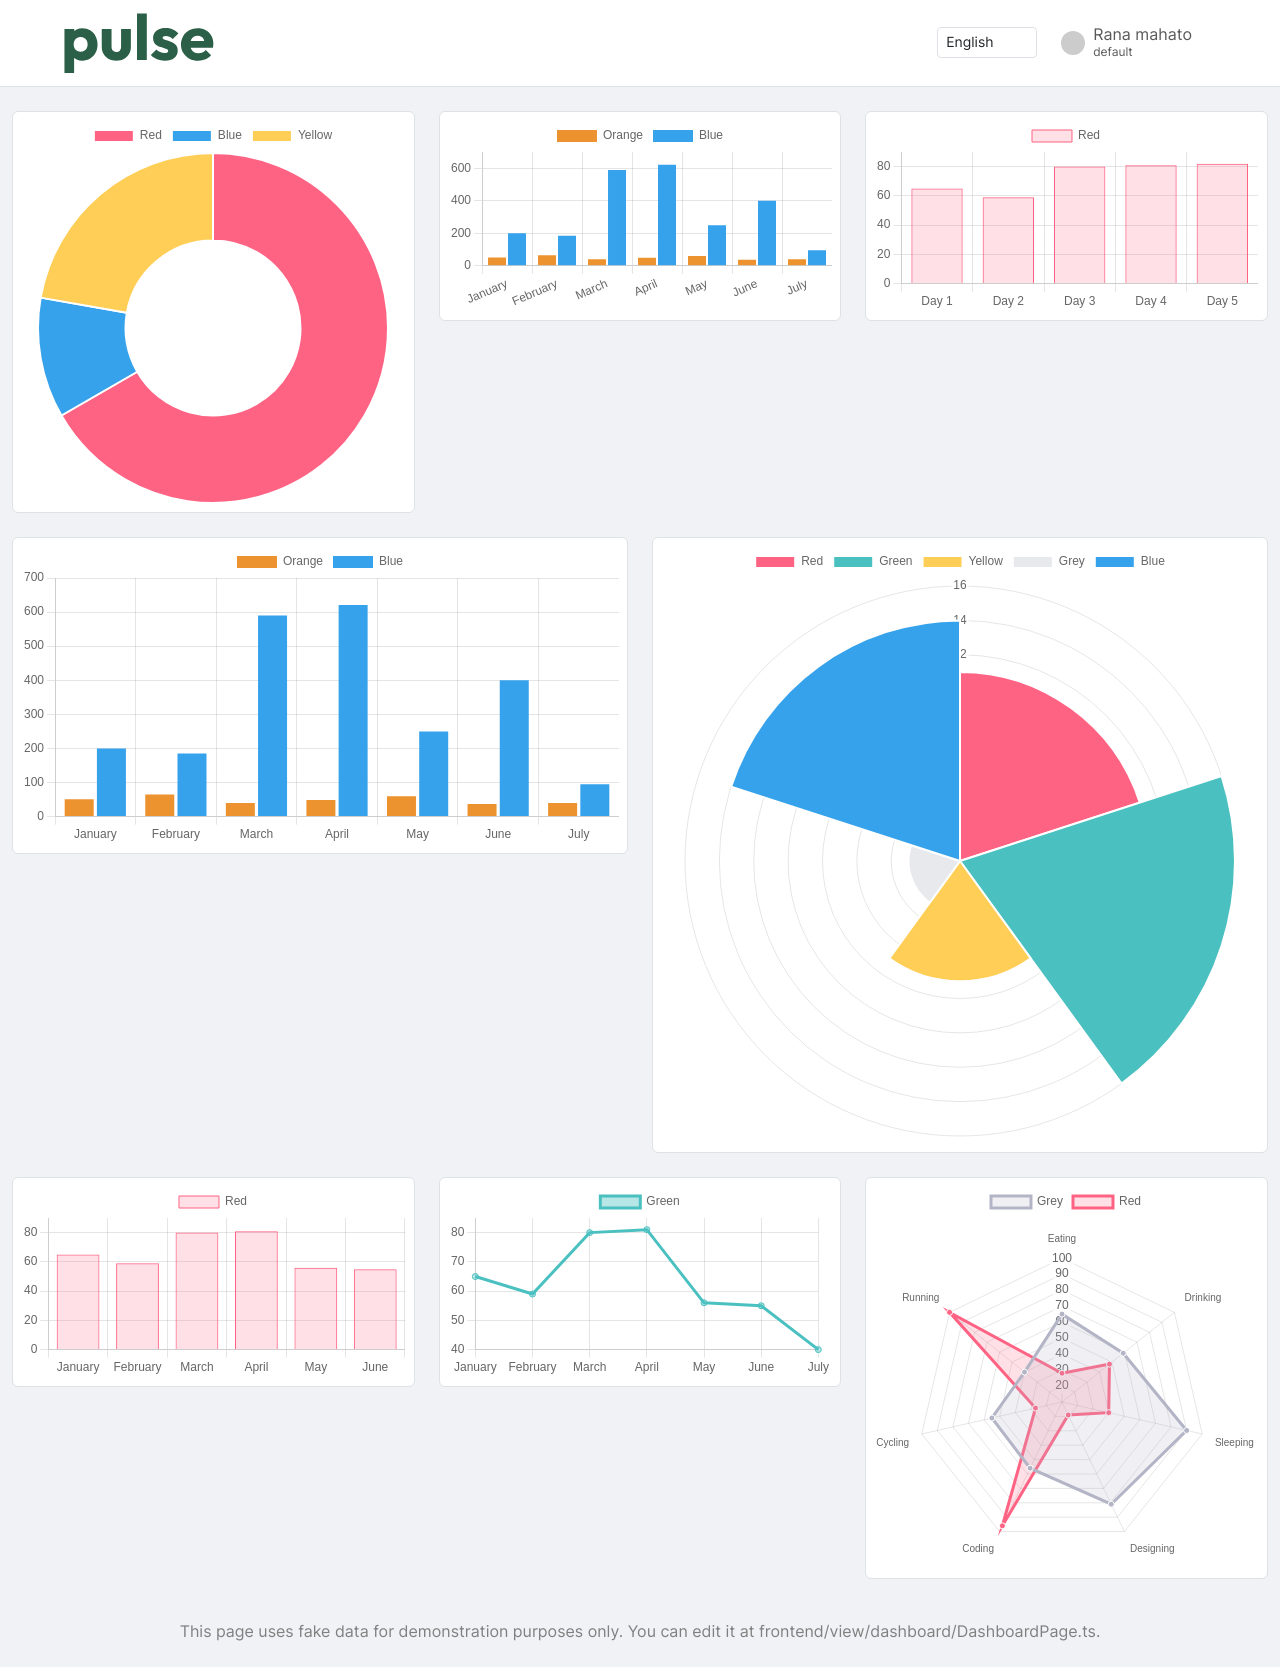 pulse
English
Rana mahato
default
Red Blue Yellow
Orange Blue
600
400
200
0
January February March April May June July
Red
80
60
40
20
0
Day 1 Day 2 Day 3 Day 4 Day 5
Orange Blue
700
600
500
400
300
200
100
0
January February March April May June July
Red Green Yellow Grey Blue
16
14
2
Red
80
60
40
20
0
January February March April May June
Green
80
70
60
50
40
January February March April May June July
Grey Red
Eating
100
90
80
70
60
50
40
30
20
Running
Drinking
Cycling
Sleeping
Coding
Designing
This page uses fake data for demonstration purposes only. You can edit it at frontend/view/dashboard/DashboardPage.ts.